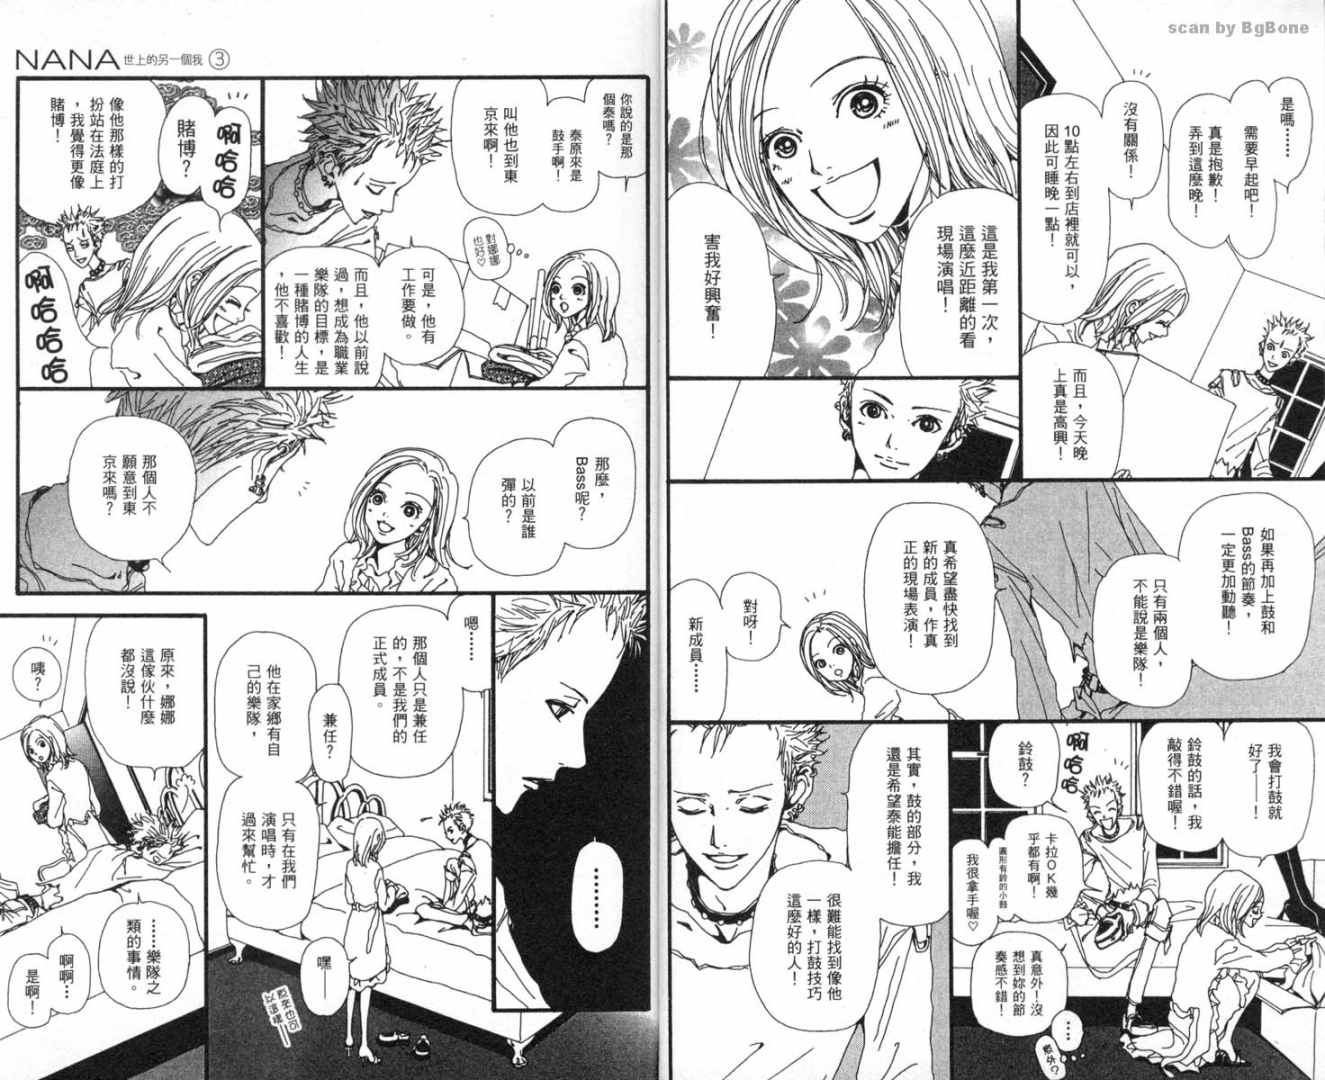 scan by BgBone
是嗎……
需要早起吧！
真是抱歉！
弄到這麼晚！
沒有關係！
10點左右到店裡就可以，
因此可睡晚一點！
而且，今天晚
上真是高興！
這是我第一次，
這麼近距離的看
現場演唱！
害我好興奮！
如果再加上鼓和
Bass的節奏，
一定更加動聽！
只有兩個人，
不能說是樂隊！
真希望盡快找到
新的成員，作真
正的現場表演！
對呀！
新成員……
我會打鼓就
好了——！
鈴鼓的話，我
敲得不錯喔！
啊哈哈
鈴鼓？
卡拉OK幾
乎都有啊！
圓形有鈴的小鼓
我很拿手喔♡
真意外！沒
想到妳的節
奏感不錯！
……
意外？
其實，鼓的部分，我
還是希望泰能擔任！
很難能找到像他
一樣，打鼓技巧
這麼好的人！
NANA 世上的另一個我 ③
你說的是那
個泰嗎？
泰原來是
鼓手啊！
叫他也到東
京來啊！
對娜娜
也好♡
可是，他有
工作要做。
而且，他以前說
過，想成為職業
樂隊的目標，是
一種賭博的人生
，他不喜歡！
啊哈哈
賭博？
像他那樣的打
扮站在法庭上
，我覺得更像
賭博！
啊哈哈哈
那麼，
Bass呢？
以前是誰
彈的？
那個人不
願意到東
京來嗎？
………
嗯……
那個人只是兼任
的，不是我們的
正式成員。
兼任？
他在家鄉有自
己的樂隊，
只有在我們
演唱時，才
過來幫忙。
嘿—
原來也可
以這樣—
原來，娜娜
這傢伙什麼
都沒說！
咦？
……樂隊之
類的事情。
啊啊…
是啊！